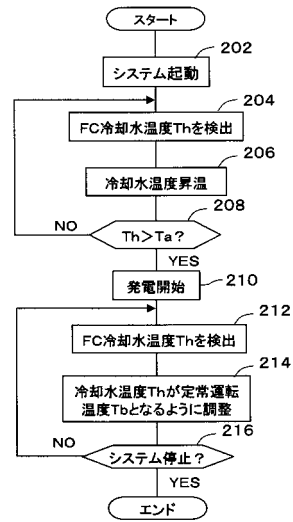 スタート
202
システム起動
204
FC冷却水温度Thを検出
206
冷却水温度昇温
208
Th>Ta?
NO
YES
210
発電開始
212
FC冷却水温度Thを検出
214
冷却水温度Thが定常運転
温度Tbとなるように調整
216
システム停止?
NO
YES
エンド